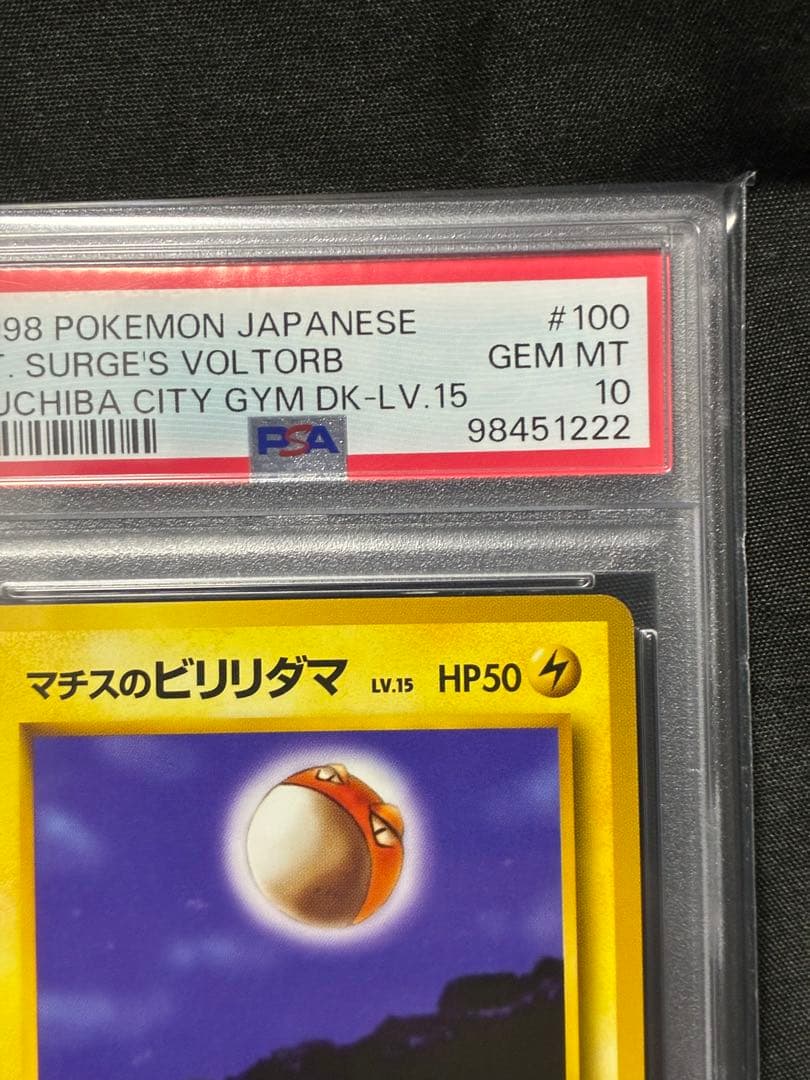 98 POKEMON JAPANESE #100
. SURGE'S VOLTORB GEM MT
UCHIBA CITY GYM DK-LV.15 10
PSA 98451222
マチスのビリリダマ LV.15 HP50